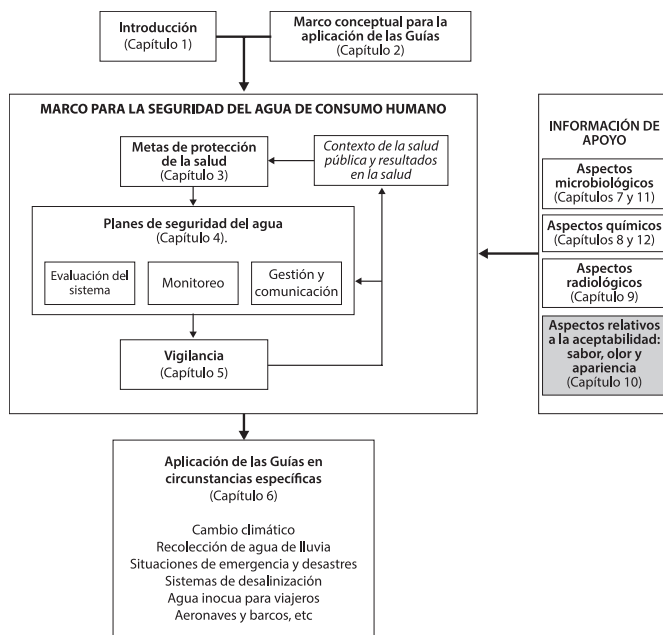 Introducción
(Capítulo 1)
Marco conceptual para la
aplicación de las Guías
(Capítulo 2)
MARCO PARA LA SEGURIDAD DEL AGUA DE CONSUMO HUMANO
Metas de protección
de la salud
(Capítulo 3)
Contexto de la salud
pública y resultados
en la salud
Planes de seguridad del agua
(Capítulo 4).
Evaluación del
sistema
Monitoreo
Gestión y
comunicación
Vigilancia
(Capítulo 5)
INFORMACIÓN DE
APOYO
Aspectos
microbiológicos
(Capítulos 7 y 11)
Aspectos químicos
(Capítulos 8 y 12)
Aspectos
radiológicos
(Capítulo 9)
Aspectos relativos
a la aceptabilidad:
sabor, olor y
apariencia
(Capítulo 10)
Aplicación de las Guías en
circunstancias específicas
(Capítulo 6)
Cambio climático
Recolección de agua de lluvia
Situaciones de emergencia y desastres
Sistemas de desalinización
Agua inocua para viajeros
Aeronaves y barcos, etc